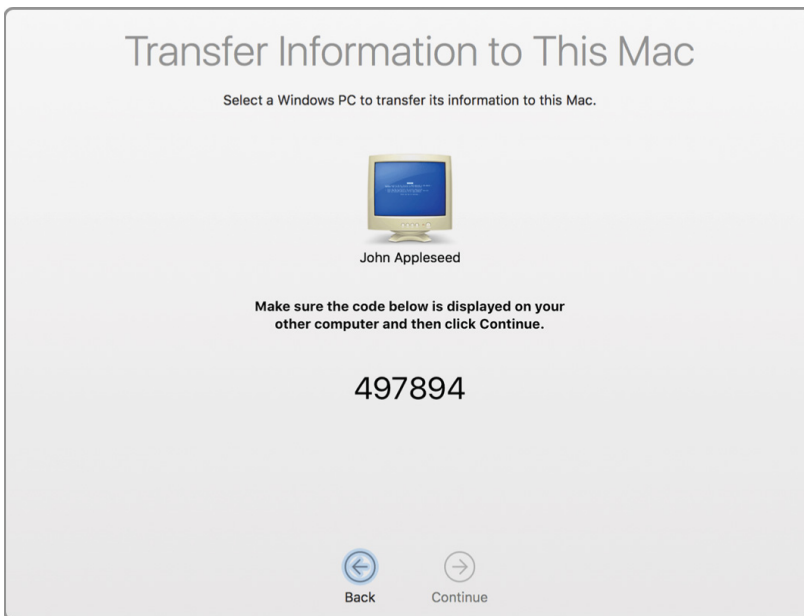 Transfer Information to This Mac
Select a Windows PC to transfer its information to this Mac.
John Appleseed
Make sure the code below is displayed on your
other computer and then click Continue.
497894
Back
Continue